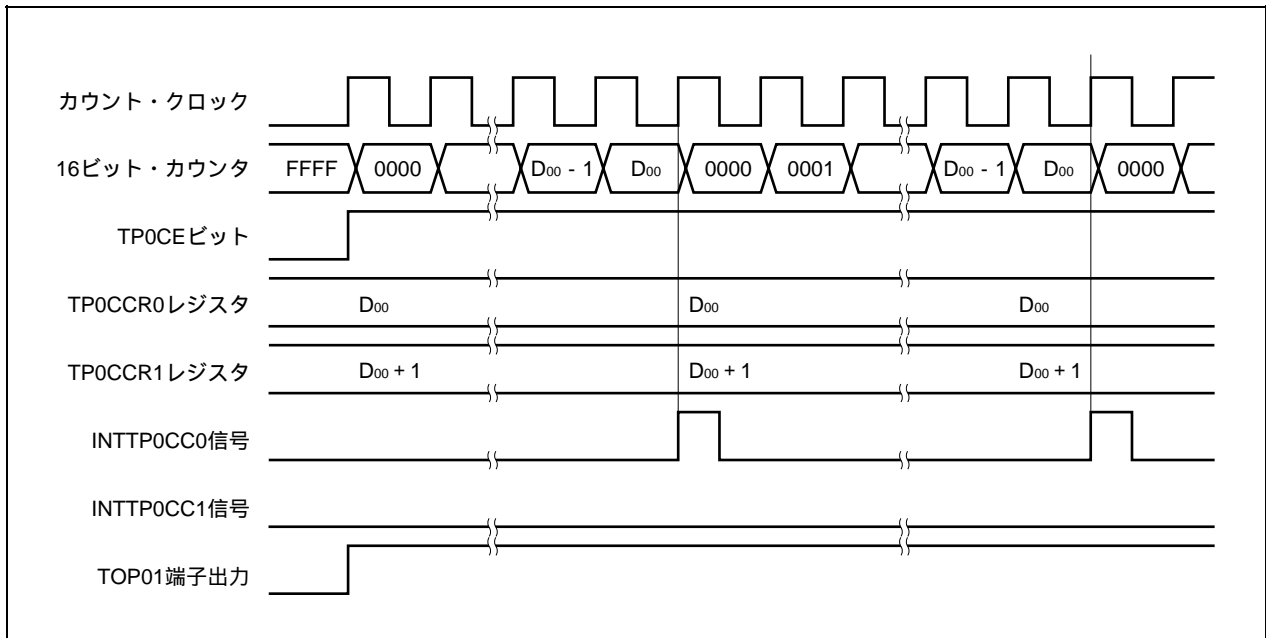 カウント・クロック
16ビット・カウンタ FFFF 0000 D00 - 1 D00 0000 0001 D00 - 1 D00 0000
TP0CEビット
TP0CCR0レジスタ D00 D00 D00
TP0CCR1レジスタ D00 + 1 D00 + 1 D00 + 1
INTTP0CC0信号
INTTP0CC1信号
TOP01端子出力